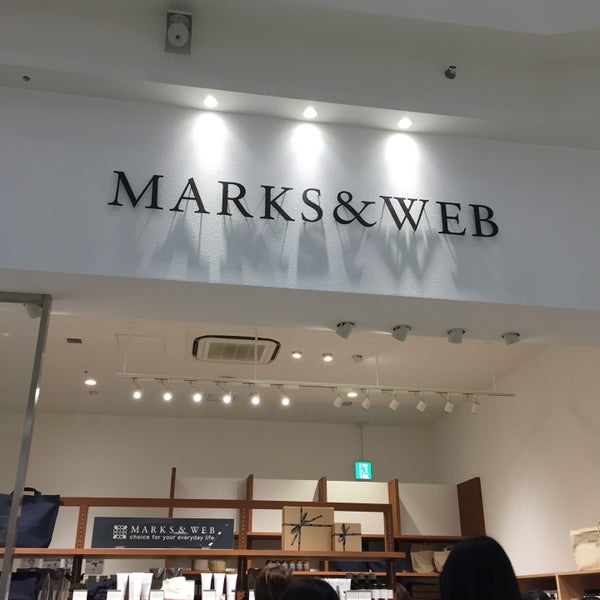 MARKS&WEB
MARKS & WEB
choice for your everyday life